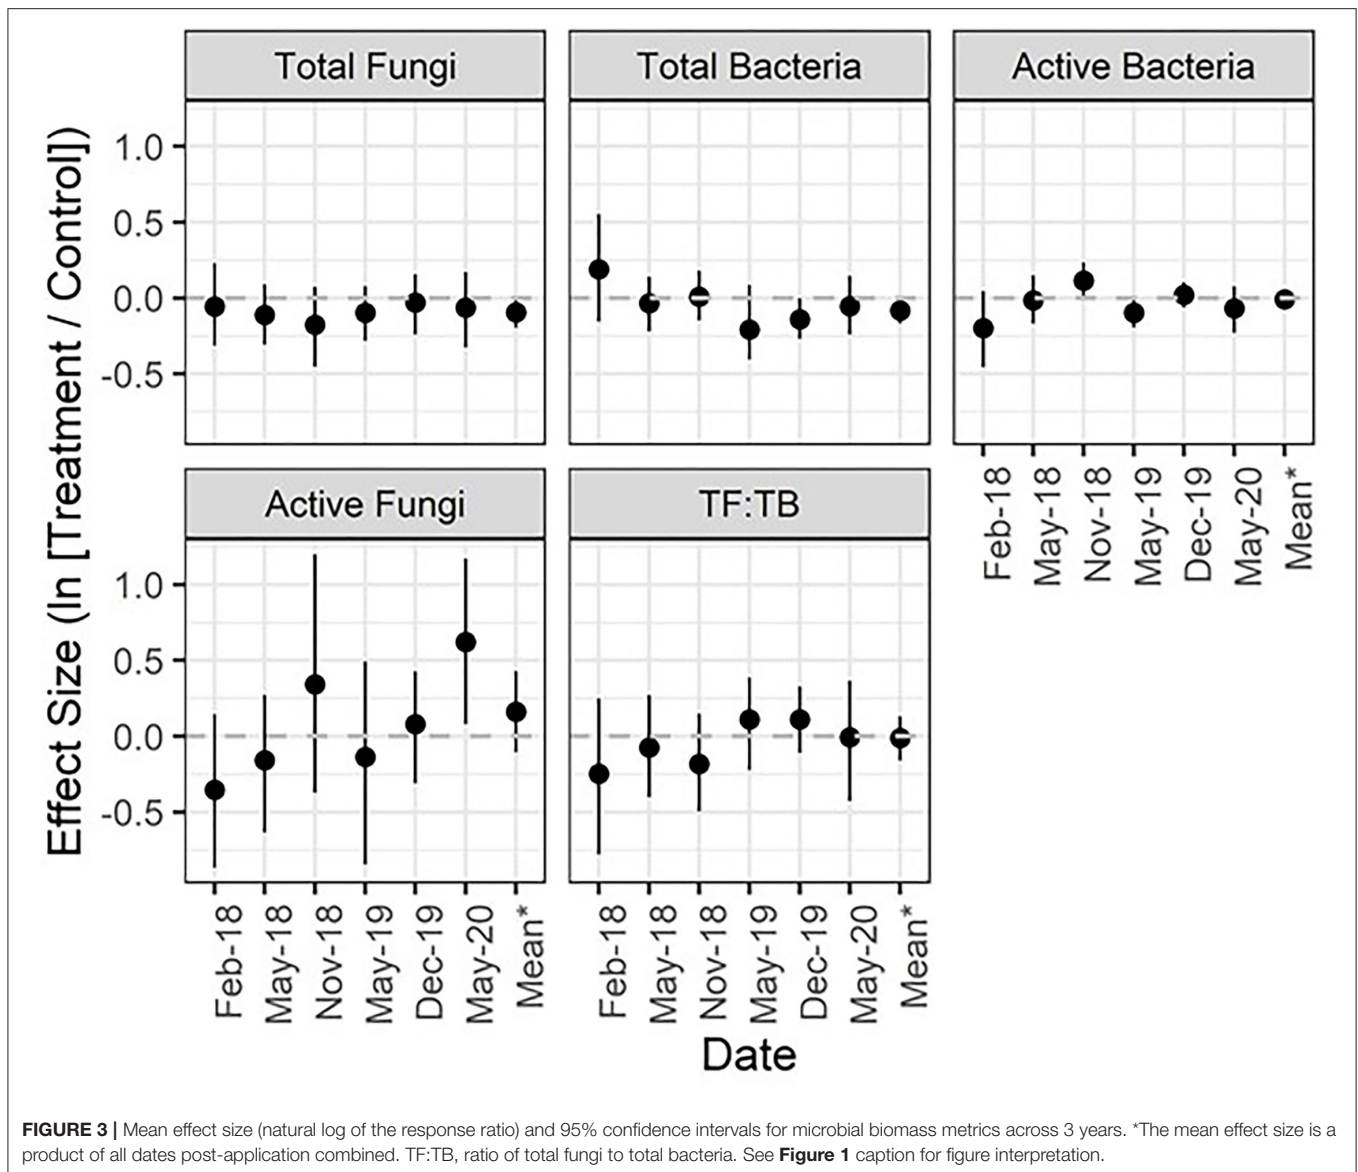 Total Fungi
Total Bacteria
Active Bacteria
Effect Size (ln [Treatment / Control])
1.0
0.5
0.0
-0.5
Feb-18
May-18
Nov-18
May-19
Dec-19
May-20
Mean*
Active Fungi
TF:TB
1.0
0.5
0.0
-0.5
Feb-18
May-18
Nov-18
May-19
Dec-19
May-20
Mean*
Feb-18
May-18
Nov-18
May-19
Dec-19
May-20
Mean*
Date
FIGURE 3 | Mean effect size (natural log of the response ratio) and 95% confidence intervals for microbial biomass metrics across 3 years. *The mean effect size is a
product of all dates post-application combined. TF:TB, ratio of total fungi to total bacteria. See Figure 1 caption for figure interpretation.